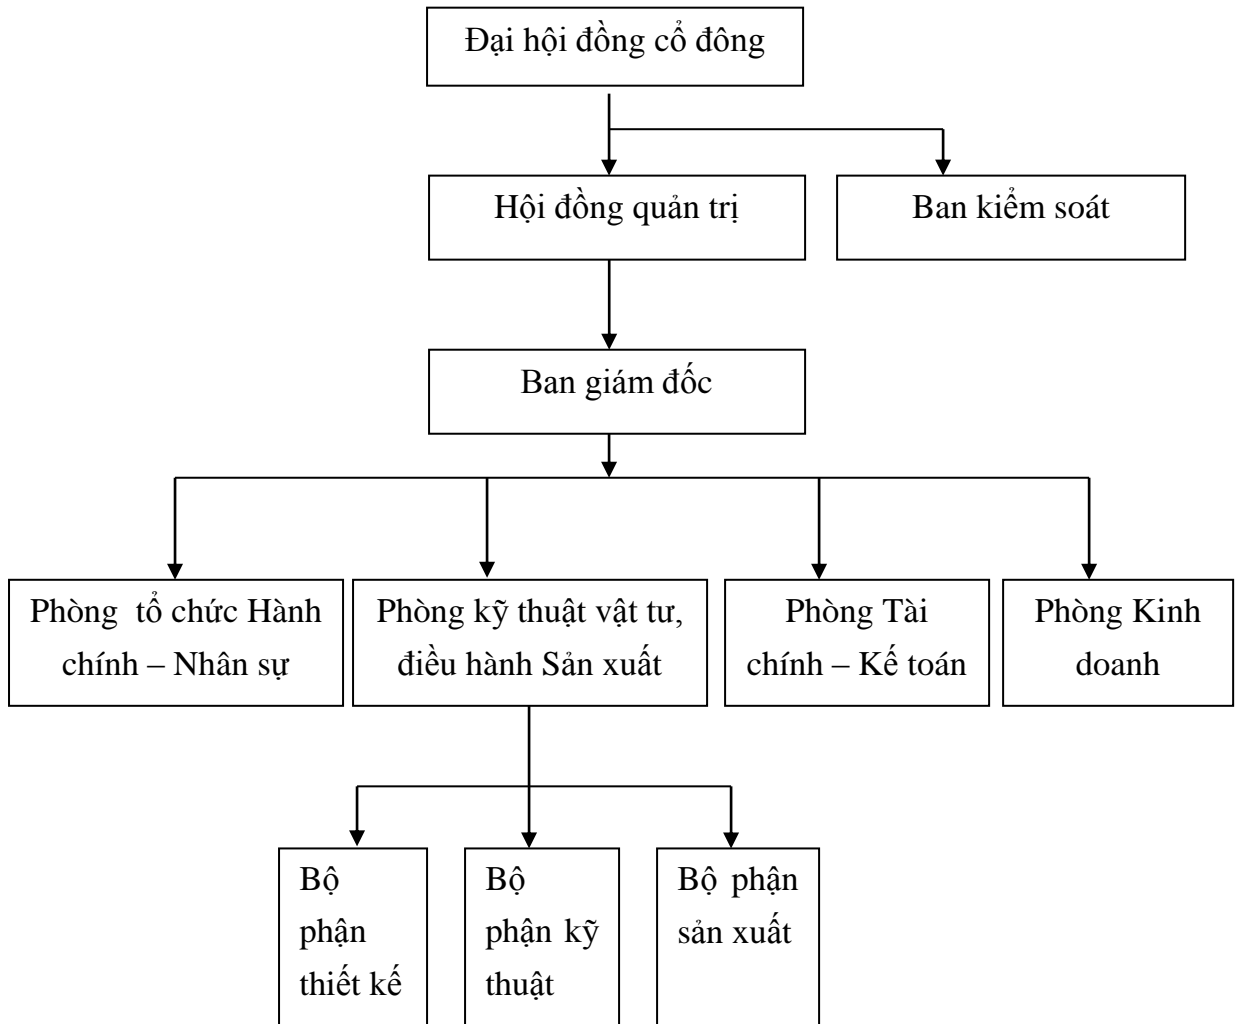 Đại hội đồng cổ đông
Hội đồng quản trị
Ban kiểm soát
Ban giám đốc
Phòng tổ chức Hành
chính – Nhân sự
Phòng kỹ thuật vật tư,
điều hành Sản xuất
Phòng Tài
chính – Kế toán
Phòng Kinh
doanh
Bộ
phận
thiết kế
Bộ
phận kỹ
thuật
Bộ phận
sản xuất